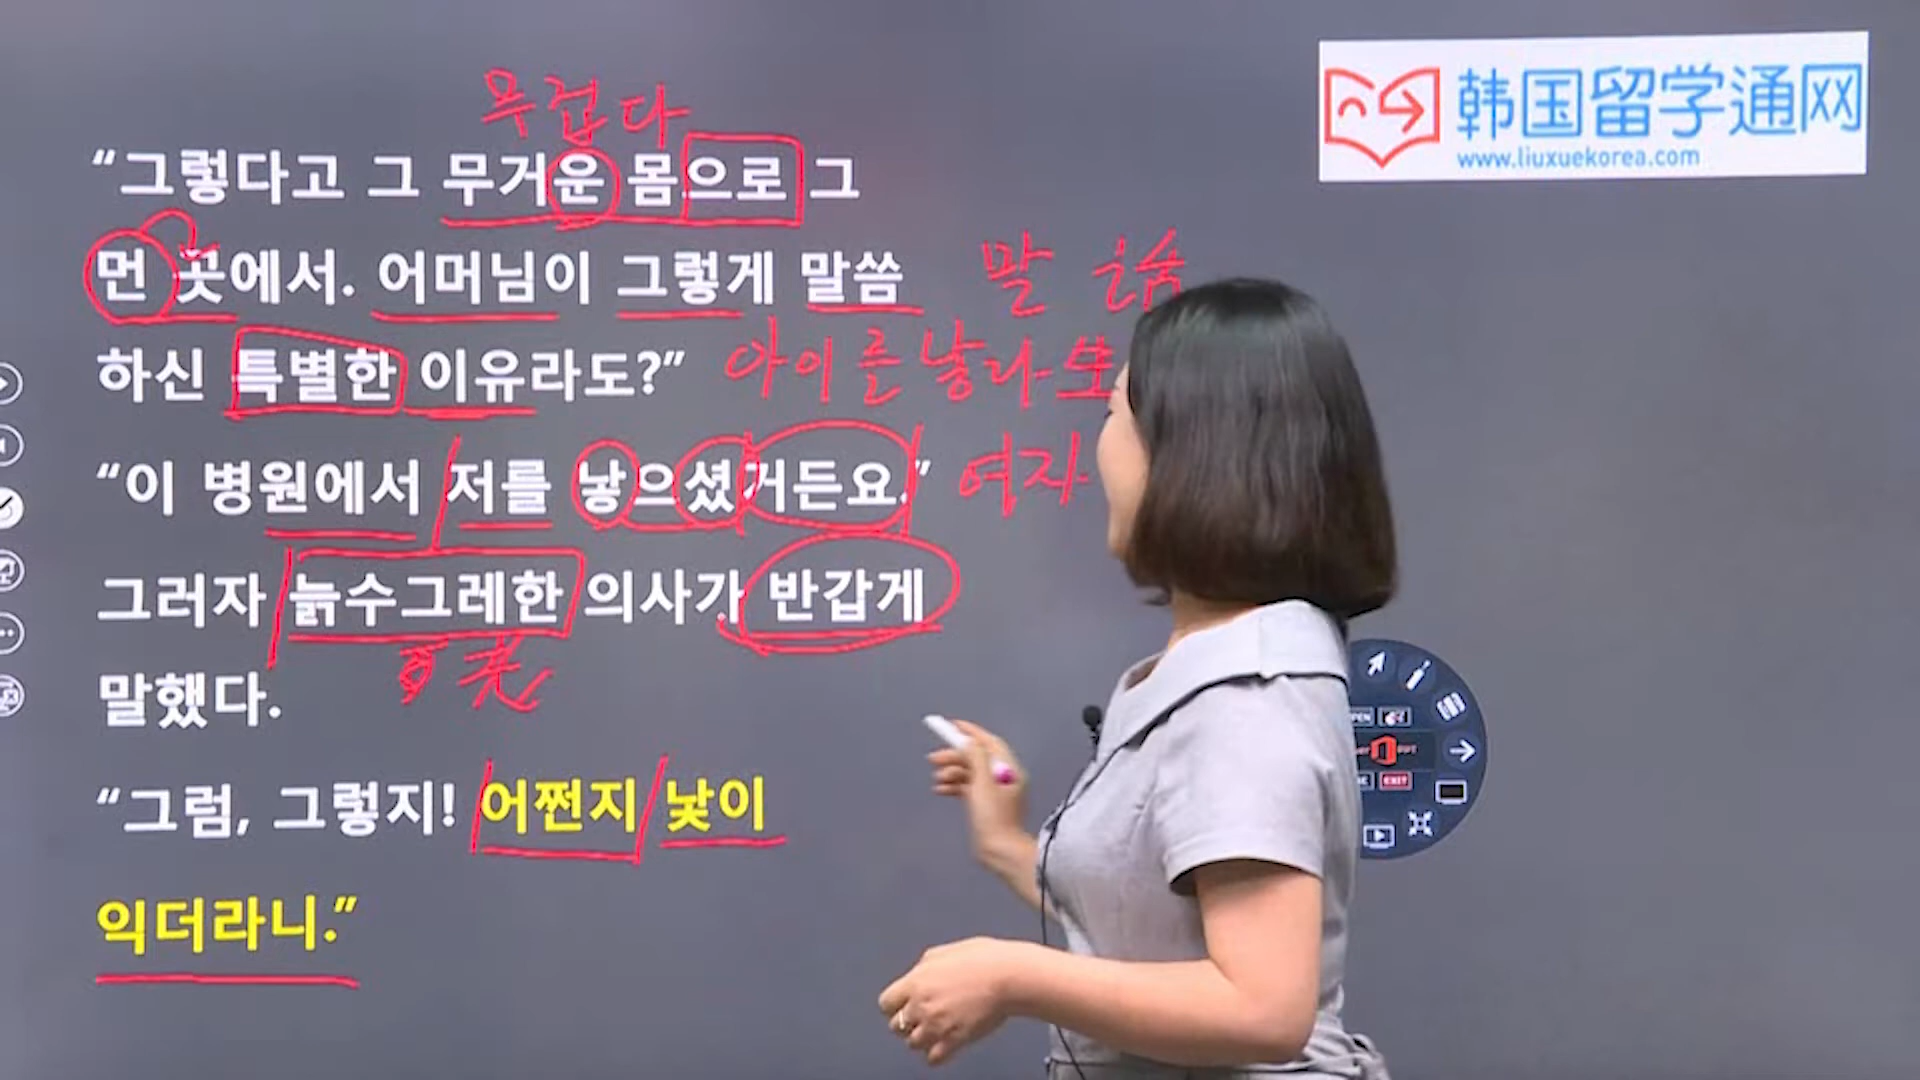 무겁다
韩国留学通网
www.liuxuekorea.com
“그렇다고 그 무거운 몸으로 그
먼 곳에서. 어머님이 그렇게 말씀
말
하신 특별한 이유라도?”
아이를 낳다 生
“이 병원에서 저를 낳으셨거든요.”
여자
그러자 늙수그레한 의사가 반갑게
말했다.
“그럼, 그렇지! 어쩐지 낯이
익더라니.”
EXIT